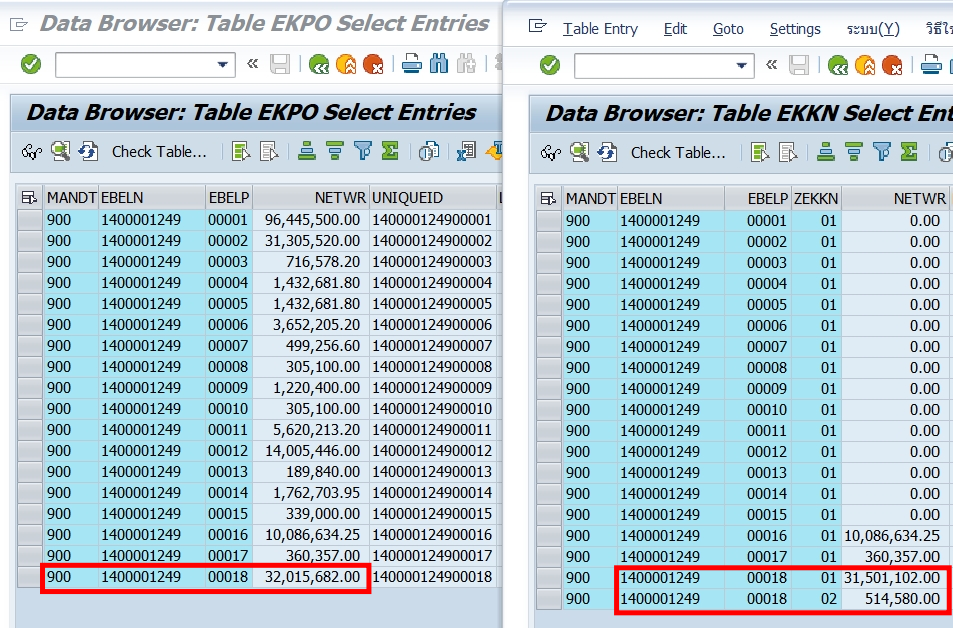 Data Browser: Table EKPO Select Entries
Data Browser: Table EKPO Select Entries
Check Table...
MANDT EBELN EBELP NETWR UNIQUEID
900 1400001249 00001 96,445,500.00 140000124900001
900 1400001249 00002 31,305,520.00 140000124900002
900 1400001249 00003 716,578.20 140000124900003
900 1400001249 00004 1,432,681.80 140000124900004
900 1400001249 00005 1,432,681.80 140000124900005
900 1400001249 00006 3,652,205.20 140000124900006
900 1400001249 00007 499,256.60 140000124900007
900 1400001249 00008 305,100.00 140000124900008
900 1400001249 00009 1,220,400.00 140000124900009
900 1400001249 00010 305,100.00 140000124900010
900 1400001249 00011 5,620,213.20 140000124900011
900 1400001249 00012 14,005,446.00 140000124900012
900 1400001249 00013 189,840.00 140000124900013
900 1400001249 00014 1,762,703.95 140000124900014
900 1400001249 00015 339,000.00 140000124900015
900 1400001249 00016 10,086,634.25 140000124900016
900 1400001249 00017 360,357.00 140000124900017
900 1400001249 00018 32,015,682.00 140000124900018
Table Entry Edit Goto Settings ระบบ(Y)
Data Browser: Table EKKN Select Ent
Check Table...
MANDT EBELN EBELP ZEKKN NETWR
900 1400001249 00001 01 0.00
900 1400001249 00002 01 0.00
900 1400001249 00003 01 0.00
900 1400001249 00004 01 0.00
900 1400001249 00005 01 0.00
900 1400001249 00006 01 0.00
900 1400001249 00007 01 0.00
900 1400001249 00008 01 0.00
900 1400001249 00009 01 0.00
900 1400001249 00010 01 0.00
900 1400001249 00011 01 0.00
900 1400001249 00012 01 0.00
900 1400001249 00013 01 0.00
900 1400001249 00014 01 0.00
900 1400001249 00015 01 0.00
900 1400001249 00016 01 10,086,634.25
900 1400001249 00017 01 360,357.00
900 1400001249 00018 01 31,501,102.00
900 1400001249 00018 02 514,580.00